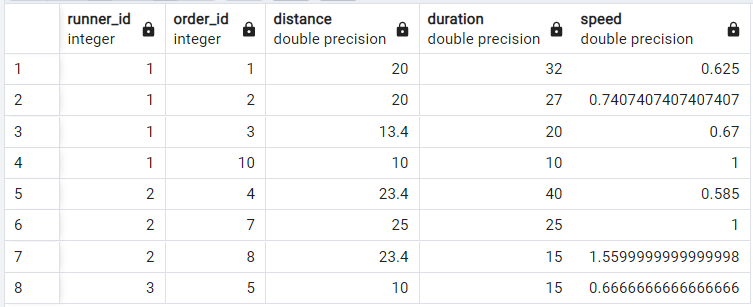 runner_id order_id distance duration speed
integer integer double precision double precision double precision
1 1 1 20 32 0.625
2 1 2 20 27 0.7407407407407407
3 1 3 13.4 20 0.67
4 1 10 10 10 1
5 2 4 23.4 40 0.585
6 2 7 25 25 1
7 2 8 23.4 15 1.5599999999999998
8 3 5 10 15 0.6666666666666666